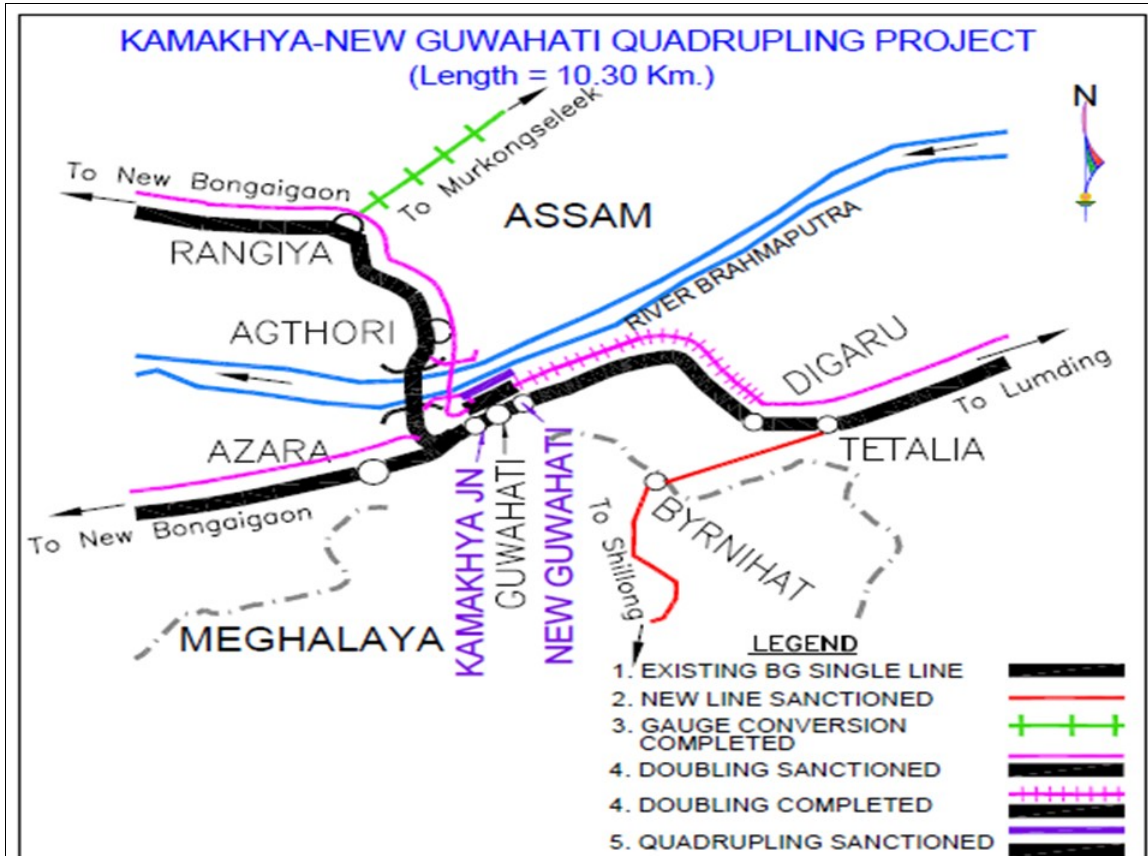 KAMAKHYA-NEW GUWAHATI QUADRUPLING PROJECT
(Length = 10.30 Km.)
N
To New Bongaigaon
To Murkongseleek
ASSAM
RANGIYA
RIVER BRAHMAPUTRA
AGTHORI
DIGARU
To Lumding
AZARA
TETALIA
To New Bongaigaon
KAMAKHYA JN
GUWAHATI
NEW GUWAHATI
BYRNIHAT
To Shillong
MEGHALAYA
LEGEND
1. EXISTING BG SINGLE LINE
2. NEW LINE SANCTIONED
3. GAUGE CONVERSION
COMPLETED
4. DOUBLING SANCTIONED
4. DOUBLING COMPLETED
5. QUADRUPLING SANCTIONED